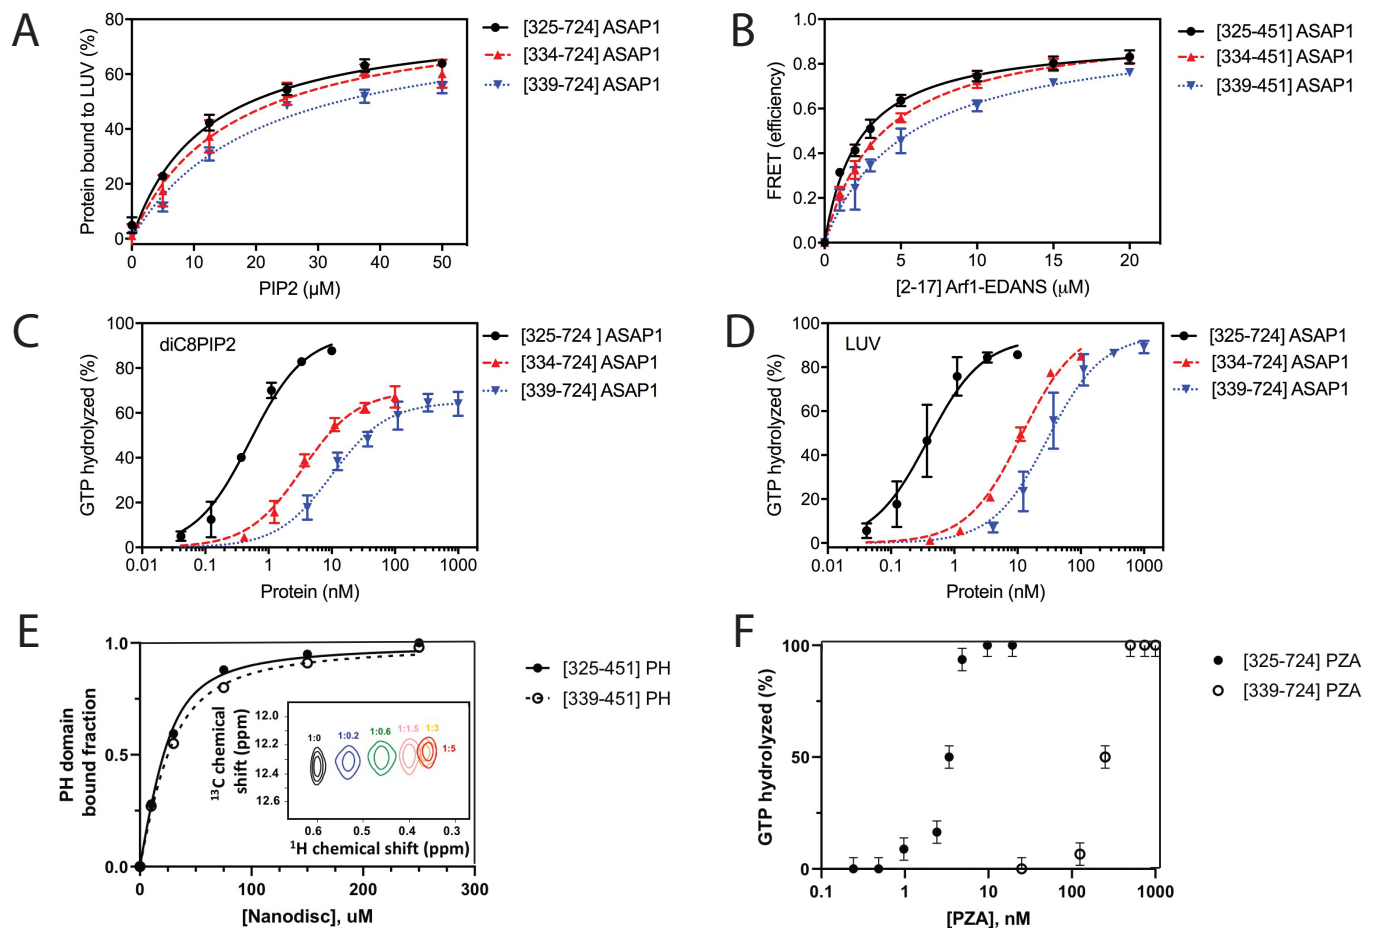 A
Protein bound to LUV (%)
80
60
40
20
0
0 10 20 30 40 50
PIP2 (µM)
[325-724] ASAP1
[334-724] ASAP1
[339-724] ASAP1
B
FRET (efficiency)
1.0
0.8
0.6
0.4
0.2
0.0
0 5 10 15 20
[2-17] Arf1-EDANS (µM)
[325-451] ASAP1
[334-451] ASAP1
[339-451] ASAP1
C
GTP hydrolyzed (%)
100
80
60
40
20
0
diC8PIP2
0.01 0.1 1 10 100 1000
Protein (nM)
[325-724 ] ASAP1
[334-724] ASAP1
[339-724] ASAP1
D
GTP hydrolyzed (%)
100
80
60
40
20
0
LUV
0.01 0.1 1 10 100 1000
Protein (nM)
[325-724] ASAP1
[334-724] ASAP1
[339-724] ASAP1
E
PH domain
bound fraction
1.0
0.5
0.0
0 100 200 300
[Nanodisc], uM
13C chemical
shift (ppm)
12.0
12.2
12.4
12.6
1:0 1:0.2 1:0.6 1:1.5 1:3 1:5
0.6 0.5 0.4 0.3
1H chemical shift (ppm)
[325-451] PH
[339-451] PH
F
GTP hydrolyzed (%)
100
50
0
0.1 1 10 100 1000
[PZA], nM
[325-724] PZA
[339-724] PZA